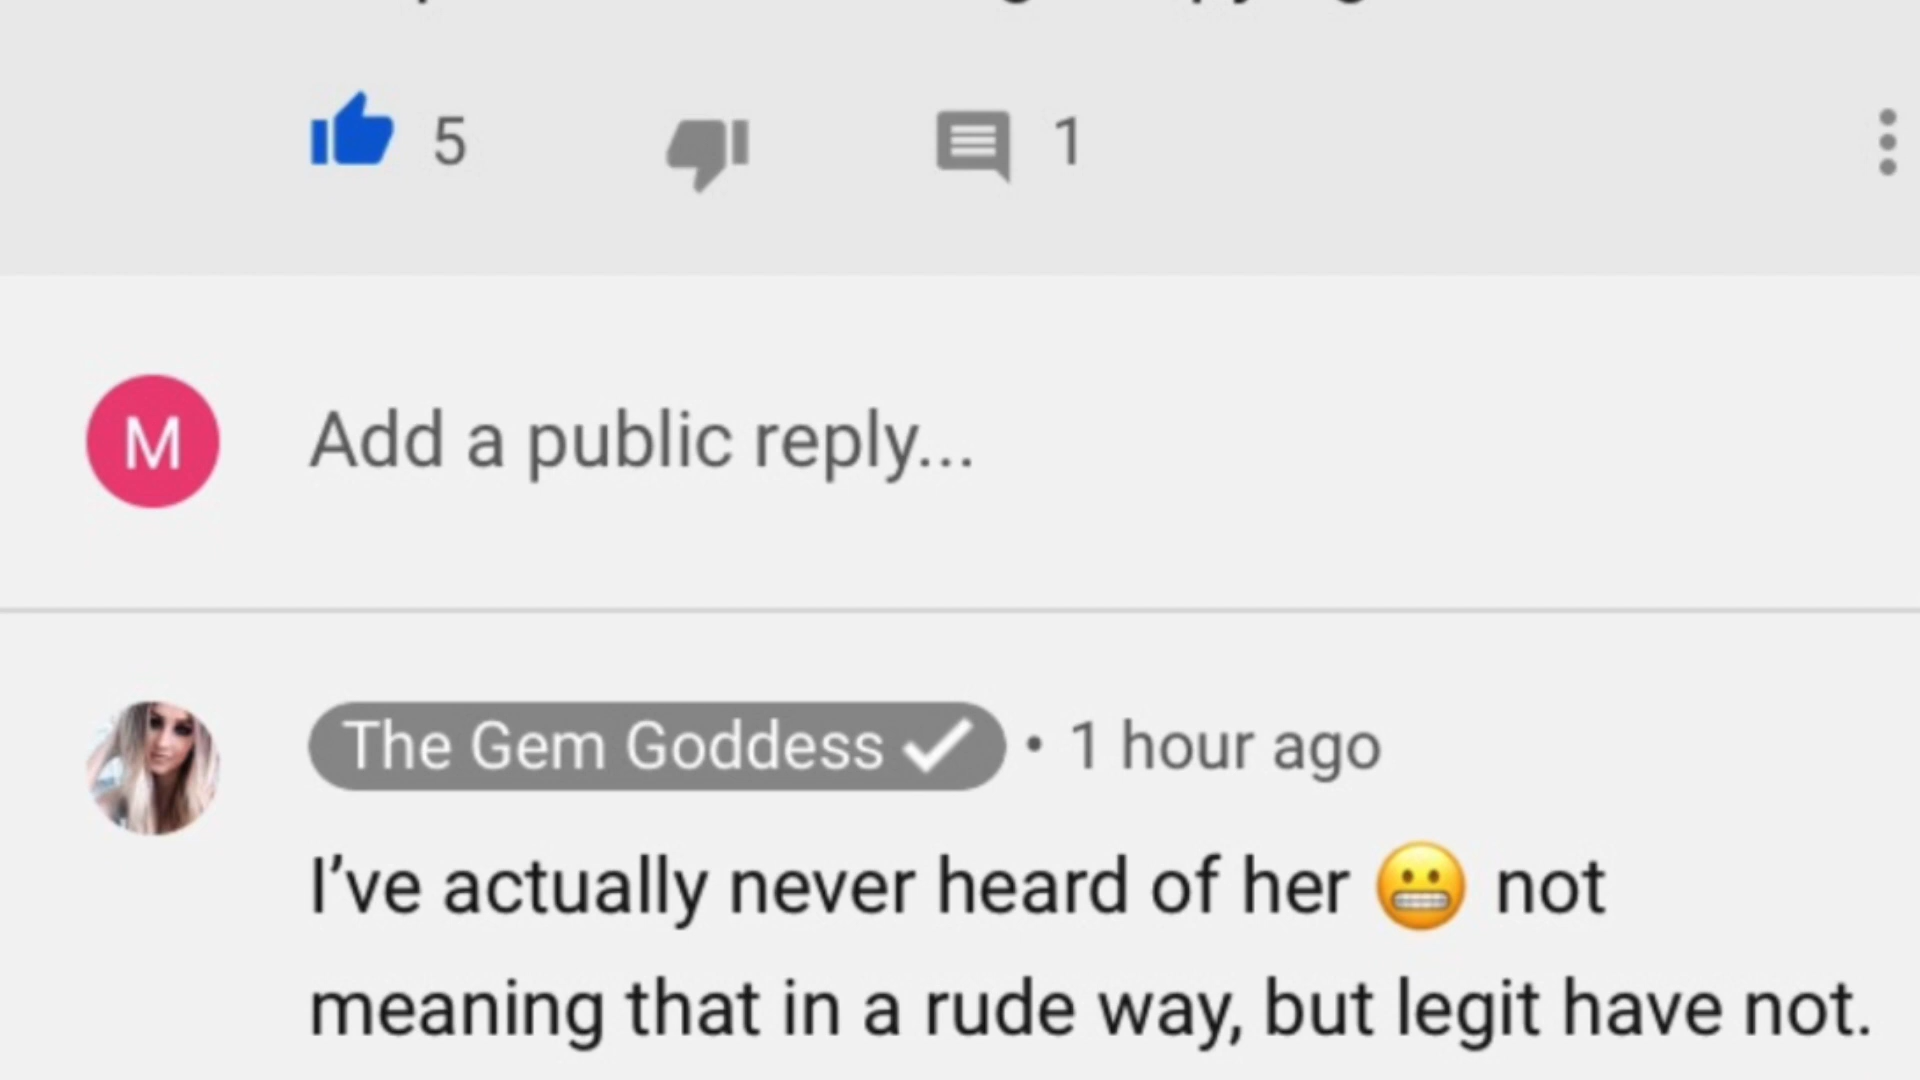 5 1
M Add a public reply...
The Gem Goddess • 1 hour ago
I’ve actually never heard of her 😬 not
meaning that in a rude way, but legit have not.